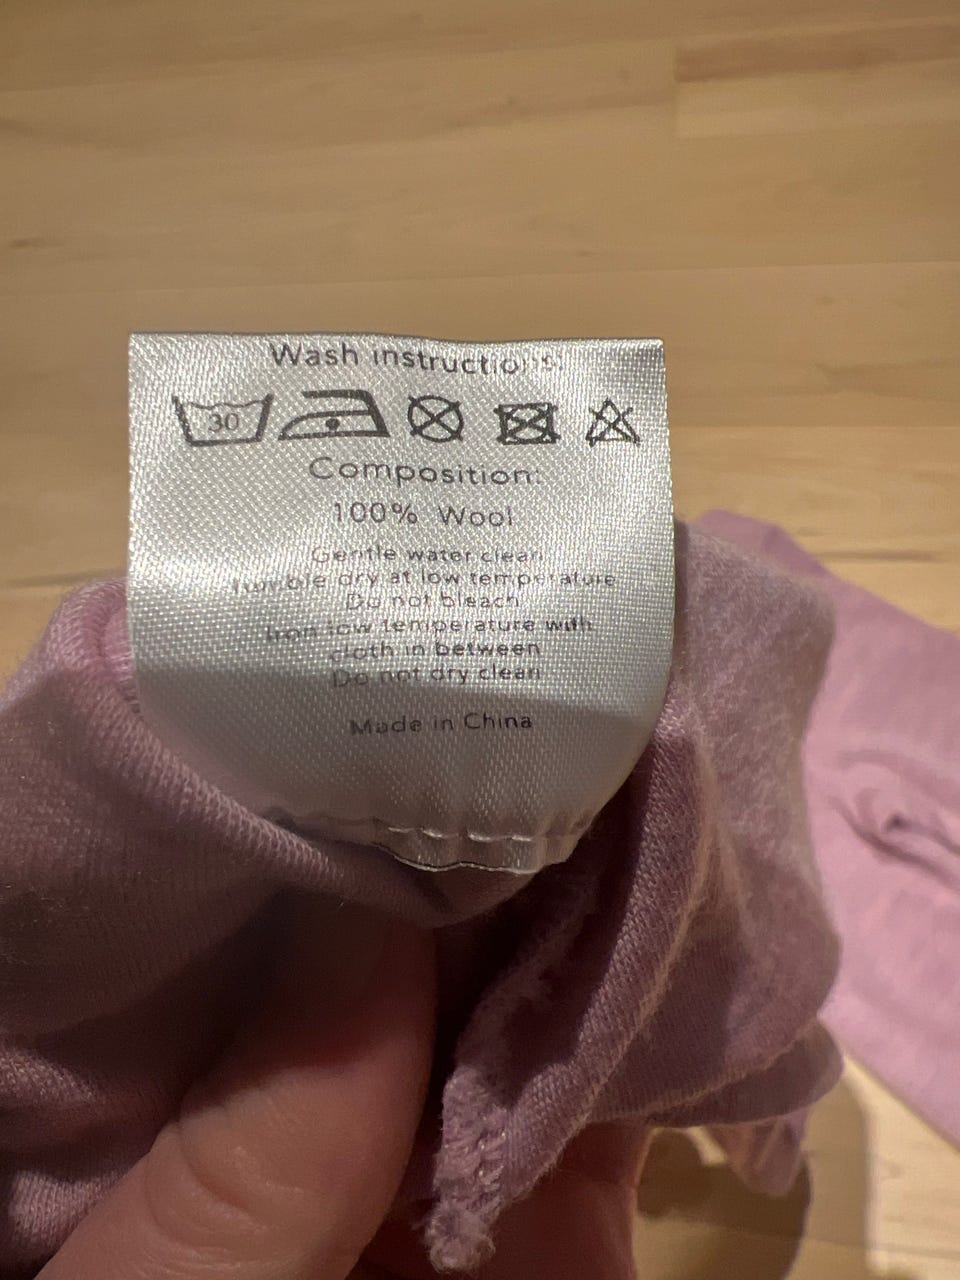 Wash instructions:
30
Composition:
100% Wool
Gentle water clean
Tumble dry at low temperature
Do not bleach
Iron low temperature with
cloth in between
Do not dry clean
Made in China